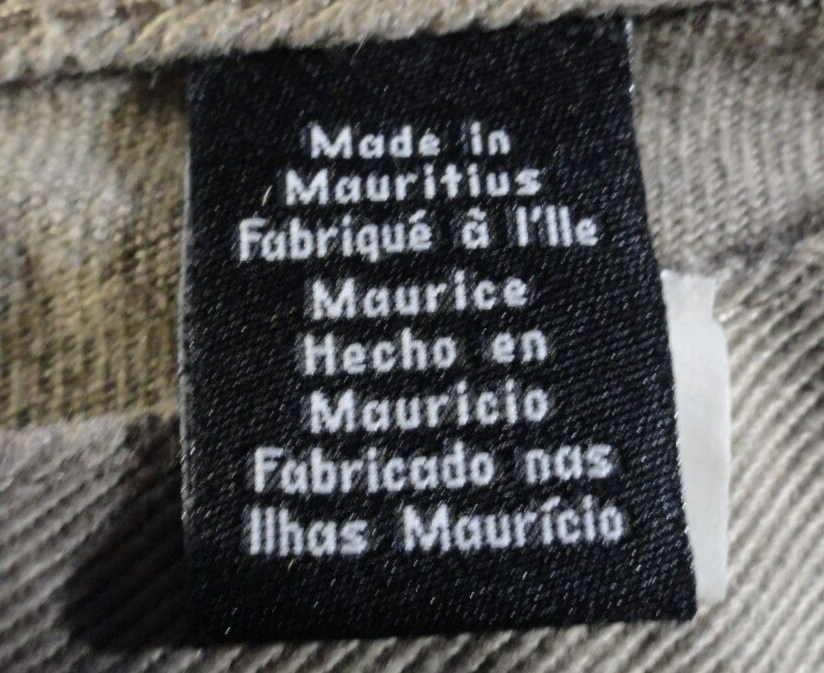 Made in
Mauritius
Fabriqué à l'Ile
Maurice
Hecho en
Mauricio
Fabricado nas
Ilhas Maurício